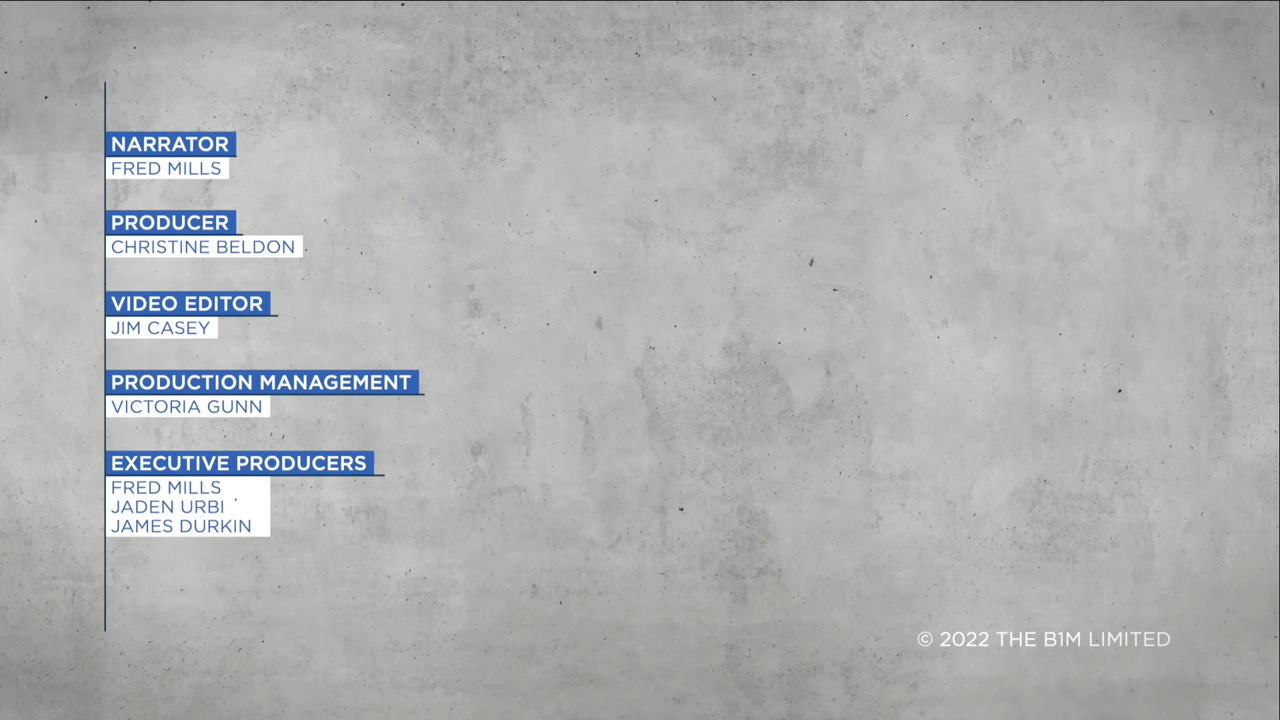 NARRATOR
FRED MILLS
PRODUCER
CHRISTINE BELDON
VIDEO EDITOR
JIM CASEY
PRODUCTION MANAGEMENT
VICTORIA GUNN
EXECUTIVE PRODUCERS
FRED MILLS
JADEN URBI
JAMES DURKIN
© 2022 THE B1M LIMITED